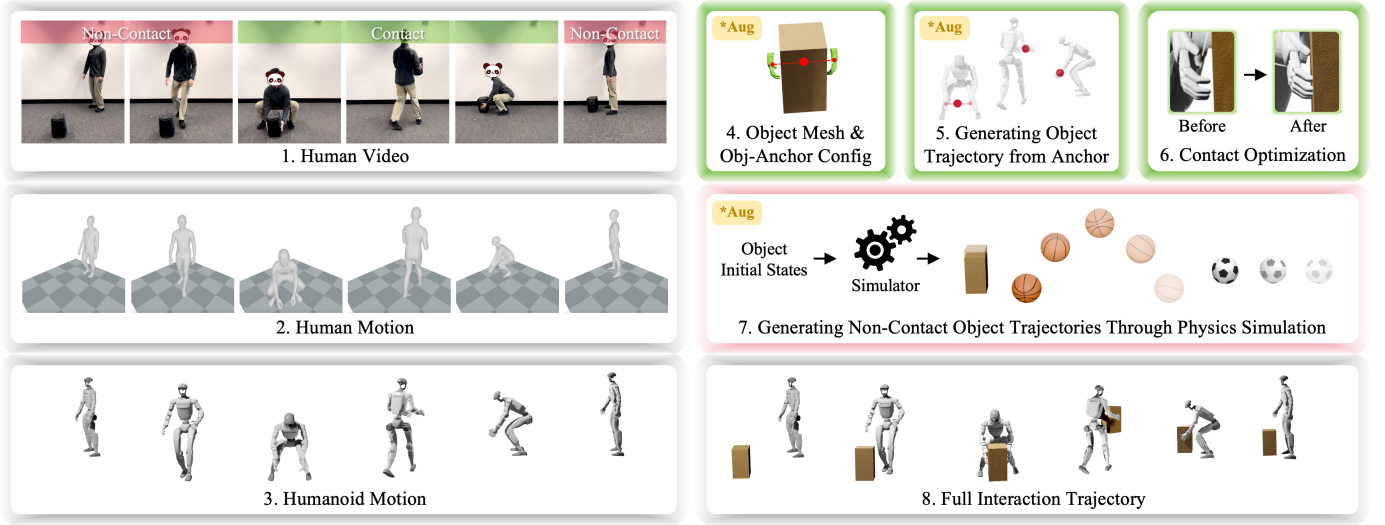 Non-Contact
Contact
Non-Contact
1. Human Video
2. Human Motion
3. Humanoid Motion
*Aug
4. Object Mesh &
Obj-Anchor Config
*Aug
5. Generating Object
Trajectory from Anchor
Before
After
6. Contact Optimization
*Aug
Object
Initial States
Simulator
7. Generating Non-Contact Object Trajectories Through Physics Simulation
8. Full Interaction Trajectory